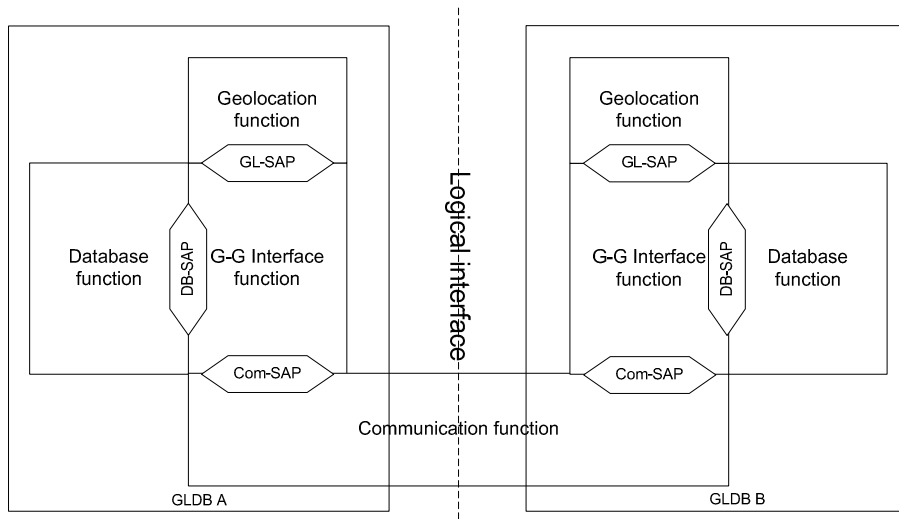 Geolocation
function
GL-SAP
Database
function
DB-SAP
G-G Interface
function
Com-SAP
GLDB A
Logical interface
Communication function
Geolocation
function
GL-SAP
G-G Interface
function
DB-SAP
Database
function
Com-SAP
GLDB B